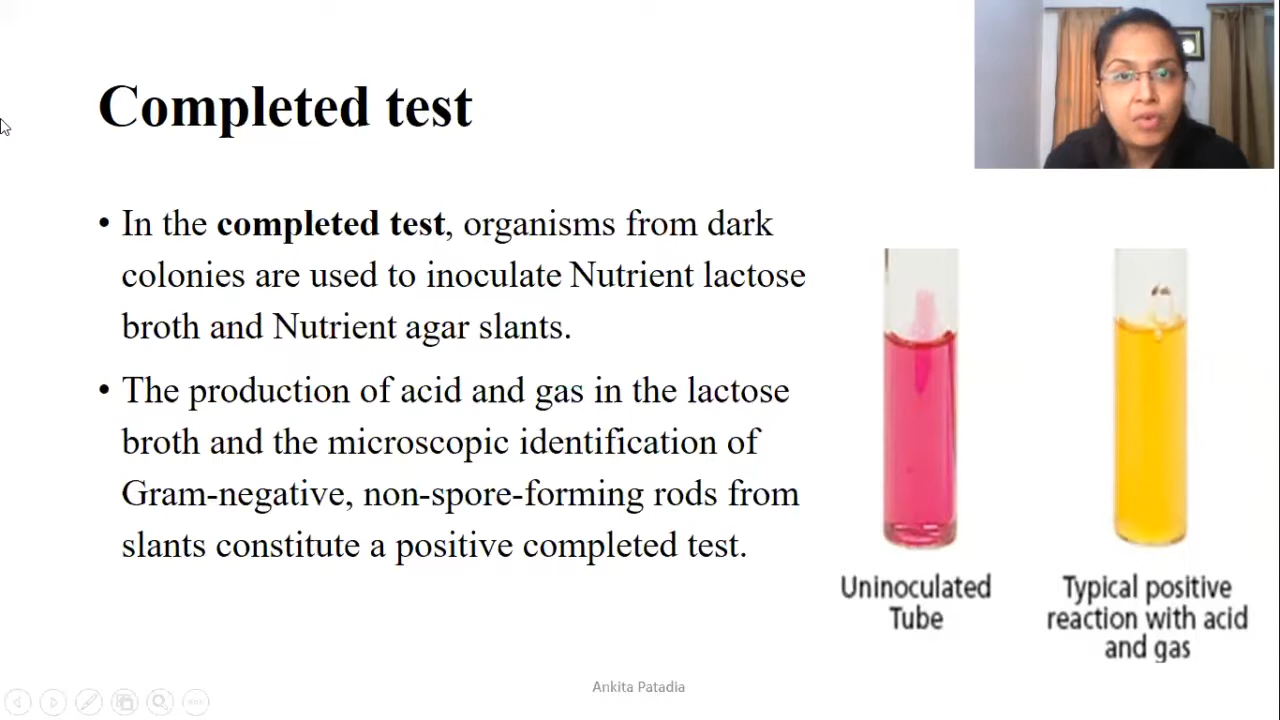 Completed test
• In the completed test, organisms from dark
colonies are used to inoculate Nutrient lactose
broth and Nutrient agar slants.
• The production of acid and gas in the lactose
broth and the microscopic identification of
Gram-negative, non-spore-forming rods from
slants constitute a positive completed test.
Uninoculated
Tube
Typical positive
reaction with acid
and gas
Ankita Patadia